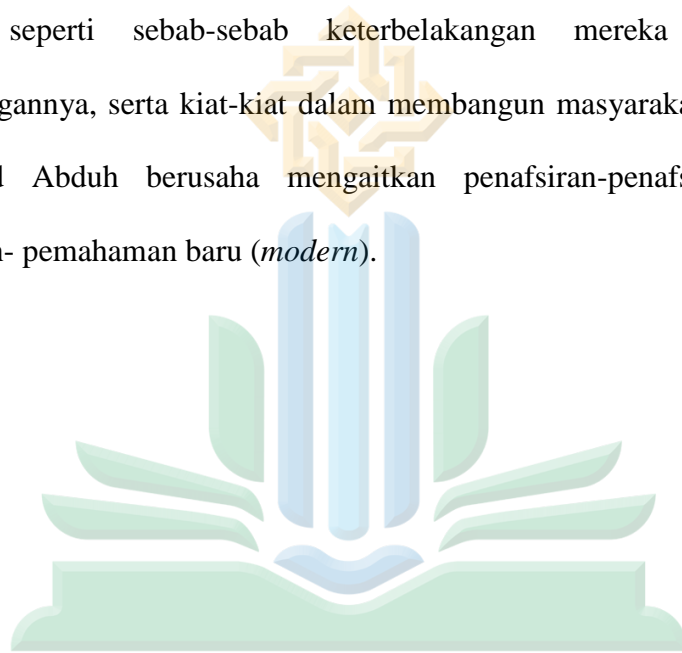 seperti sebab-sebab keterbelakangan mereka
gannya, serta kiat-kiat dalam membangun masyaraka
Abduh berusaha mengaitkan penafsiran-penafs
- pemahaman baru (modern).